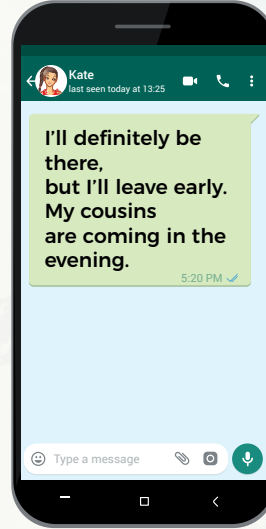 Kate
last seen today at 13:25
I'll definitely be
there,
but I'll leave early.
My cousins
are coming in the
evening.
5:20 PM
Type a message